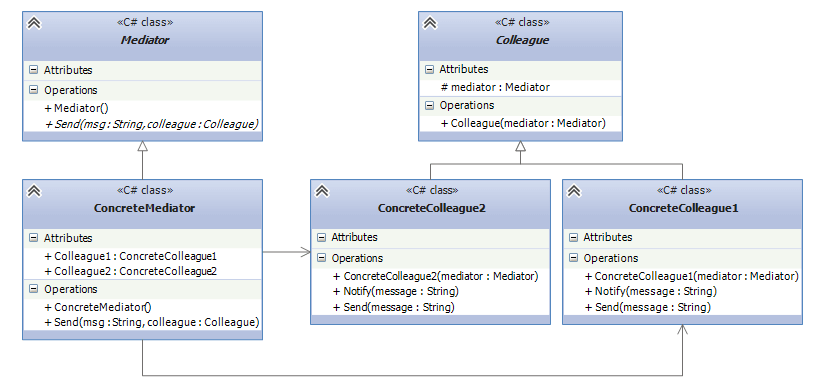 «C# class»
Mediator
Attributes
Operations
+ Mediator()
+ Send(msg : String, colleague : Colleague)
«C# class»
Colleague
Attributes
# mediator : Mediator
Operations
+ Colleague(mediator : Mediator)
«C# class»
ConcreteMediator
Attributes
+ Colleague1 : ConcreteColleague1
+ Colleague2 : ConcreteColleague2
Operations
+ ConcreteMediator()
+ Send(msg : String, colleague : Colleague)
«C# class»
ConcreteColleague2
Attributes
Operations
+ ConcreteColleague2(mediator : Mediator)
+ Notify(message : String)
+ Send(message : String)
«C# class»
ConcreteColleague1
Attributes
Operations
+ ConcreteColleague1(mediator : Mediator)
+ Notify(message : String)
+ Send(message : String)